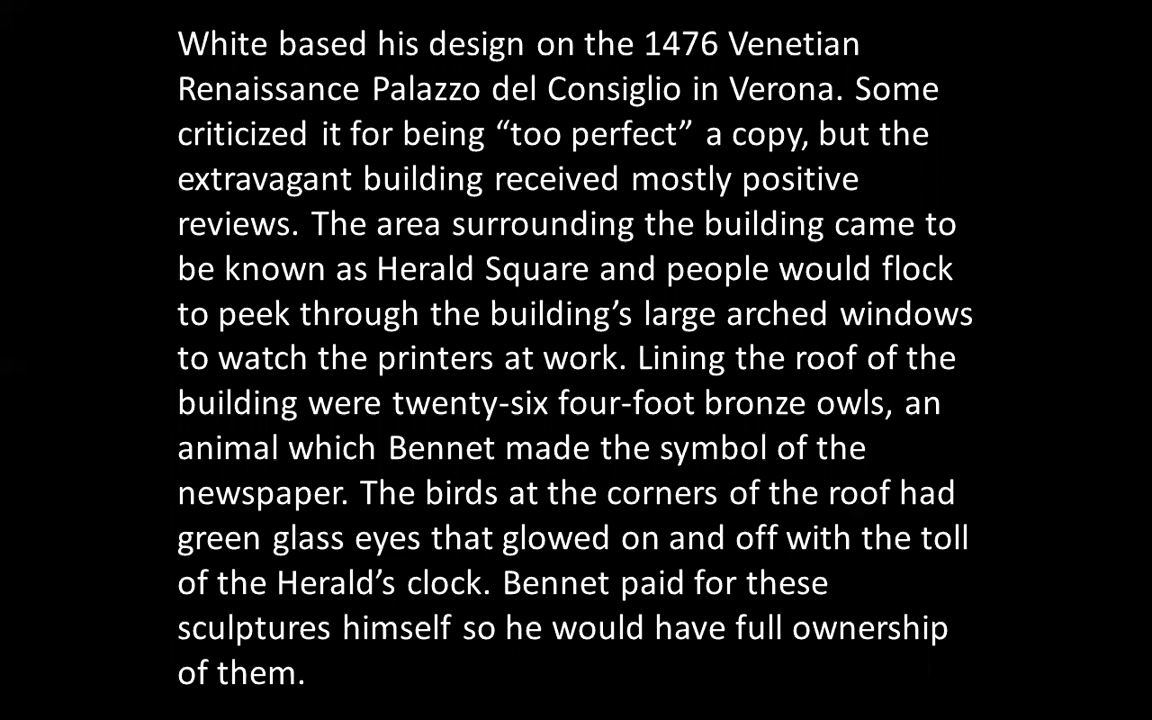 White based his design on the 1476 Venetian
Renaissance Palazzo del Consiglio in Verona. Some
criticized it for being “too perfect” a copy, but the
extravagant building received mostly positive
reviews. The area surrounding the building came to
be known as Herald Square and people would flock
to peek through the building’s large arched windows
to watch the printers at work. Lining the roof of the
building were twenty-six four-foot bronze owls, an
animal which Bennet made the symbol of the
newspaper. The birds at the corners of the roof had
green glass eyes that glowed on and off with the toll
of the Herald’s clock. Bennet paid for these
sculptures himself so he would have full ownership
of them.